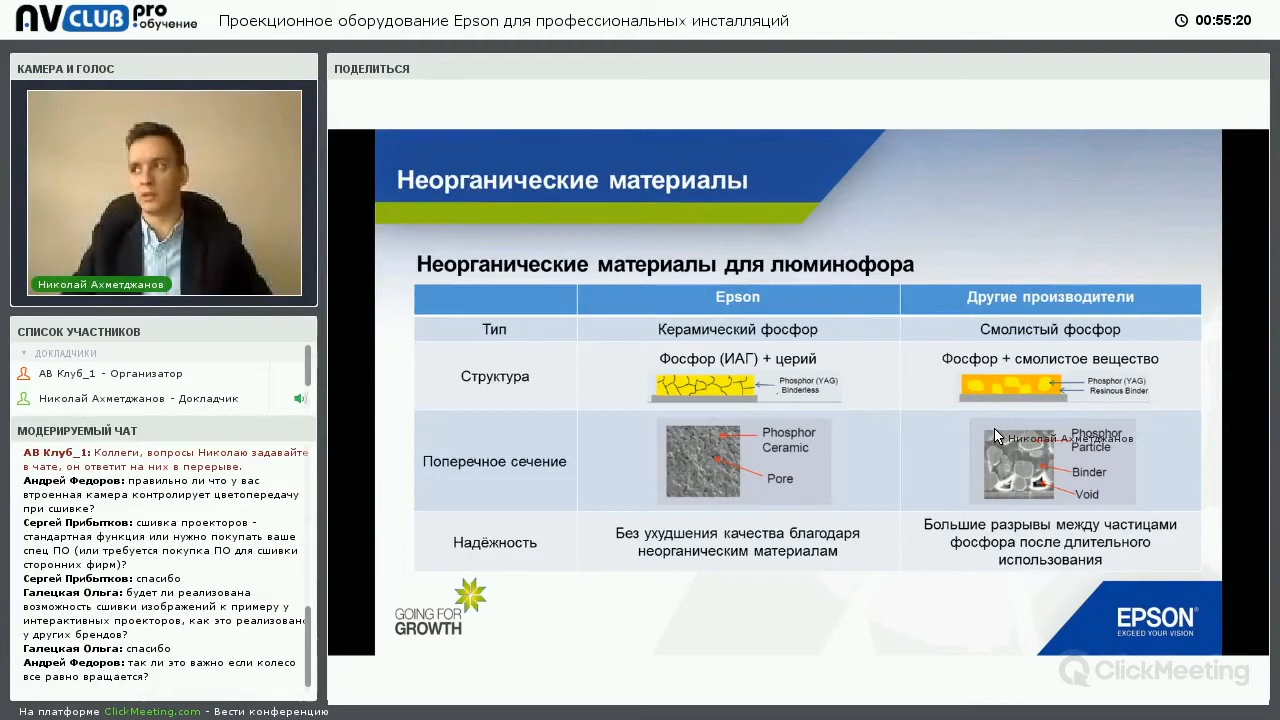 AV CLUB pro
обучение
Проекционное оборудование Epson для профессиональных инсталляций
00:55:20
КАМЕРА И ГОЛОС
Николай Ахметджанов
СПИСОК УЧАСТНИКОВ
ДОКЛАДЧИКИ
АВ Клуб_1 - Организатор
Николай Ахметджанов - Докладчик
МОДЕРИРУЕМЫЙ ЧАТ
АВ Клуб_1: Коллеги, вопросы Николаю задавайте
в чате, он ответит на них в перерыве.
Андрей Федоров: правильно ли что у вас
втроенная камера контролирует цветопередачу
при сшивке?
Сергей Прибытков: сшивка проекторов -
стандартная функция или нужно покупать ваше
спец ПО (или требуется покупка ПО для сшивки
сторонних фирм)?
Сергей Прибытков: спасибо
Галецкая Ольга: будет ли реализована
возможность сшивки изображений к примеру у
интерактивных проекторов, как это реализовано
у других брендов?
Галецкая Ольга: спасибо
Андрей Федоров: так ли это важно если колесо
все равно вращается?
На платформе ClickMeeting.com - Вести конференцию
ПОДЕЛИТЬСЯ
Неорганические материалы
Неорганические материалы для люминофора
Epson
Другие производители
Тип
Керамический фосфор
Смолистый фосфор
Структура
Фосфор (ИАГ) + церий
Phosphor (YAG)
Binderless
Фосфор + смолистое вещество
Phosphor (YAG)
Resinous Binder
Поперечное сечение
Phosphor
Ceramic
Pore
Phosphor
Николай Ахметджанов
Particle
Binder
Void
Надёжность
Без ухудшения качества благодаря
неорганическим материалам
Большие разрывы между частицами
фосфора после длительного
использования
GOING FOR
GROWTH
EPSON
EXCEED YOUR VISION
ClickMeeting